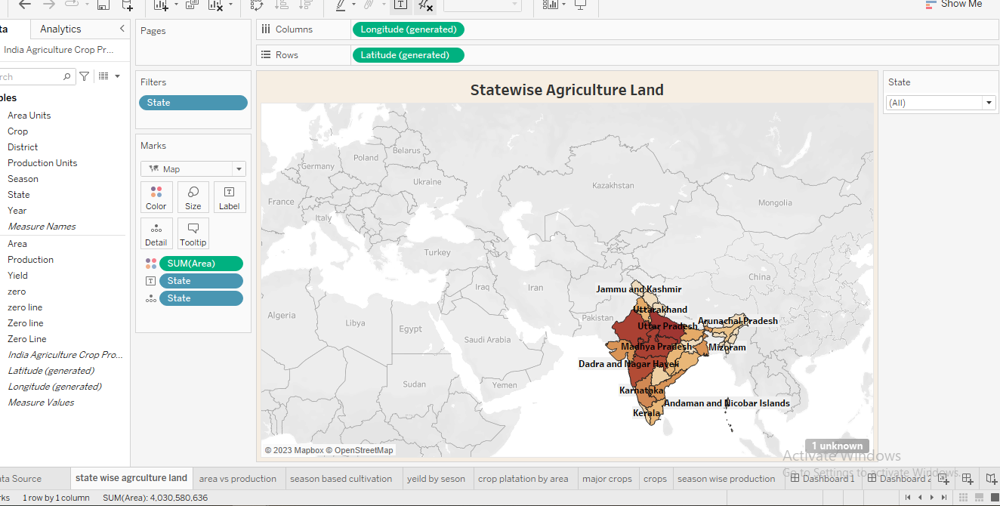 Show Me
ta
Analytics
India Agriculture Crop Pr...
rch
bles
Area Units
Crop
District
Production Units
Season
State
Year
Measure Names
Area
Production
Yield
zero
zero line
Zero line
Zero Line
India Agriculture Crop Pro...
Latitude (generated)
Longitude (generated)
Measure Values
Pages
Filters
State
Marks
Map
Color
Size
Label
Detail
Tooltip
SUM(Area)
State
State
Columns
Longitude (generated)
Rows
Latitude (generated)
Statewise Agriculture Land
Germany
Poland
Belarus
Ukraine
France
Italy
Kazakhstan
Mongolia
Turkey
Iraq
Iran
China
Pakistan
Algeria
Libya
Egypt
Saudi Arabia
Sudan
Yemen
Jammu and Kashmir
Uttarakhand
Arunachal Pradesh
Uttar Pradesh
Madhya Pradesh
Mizoram
Dadra and Nagar Haveli
Karnataka
Andaman and Nicobar Islands
Kerala
© 2023 Mapbox © OpenStreetMap
1 unknown
State
(All)
Activate Windows
Go to Settings to activate Windows.
ata Source
state wise agrculture land
area vs production
season based cultivation
yeild by seson
crop platation by area
major crops
crops
season wise production
Dashboard 1
Dashboard 2
rks
1 row by 1 column
SUM(Area): 4,030,580,636